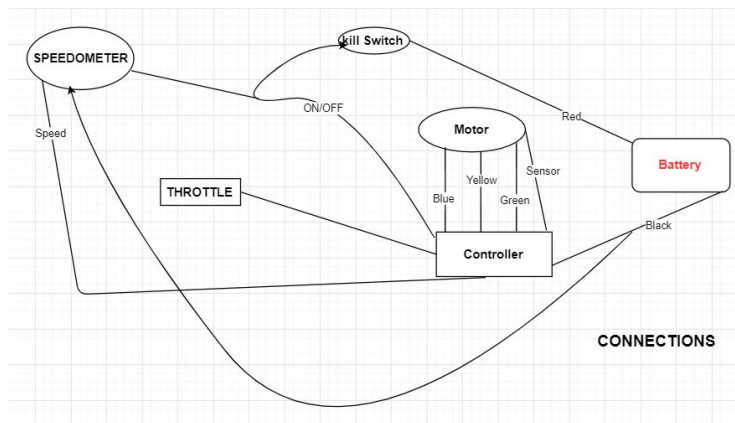 kill Switch
SPEEDOMETER
ON/OFF
Red
Motor
Speed
Battery
Sensor
Yellow
THROTTLE
Blue
Green
Black
Controller
CONNECTIONS